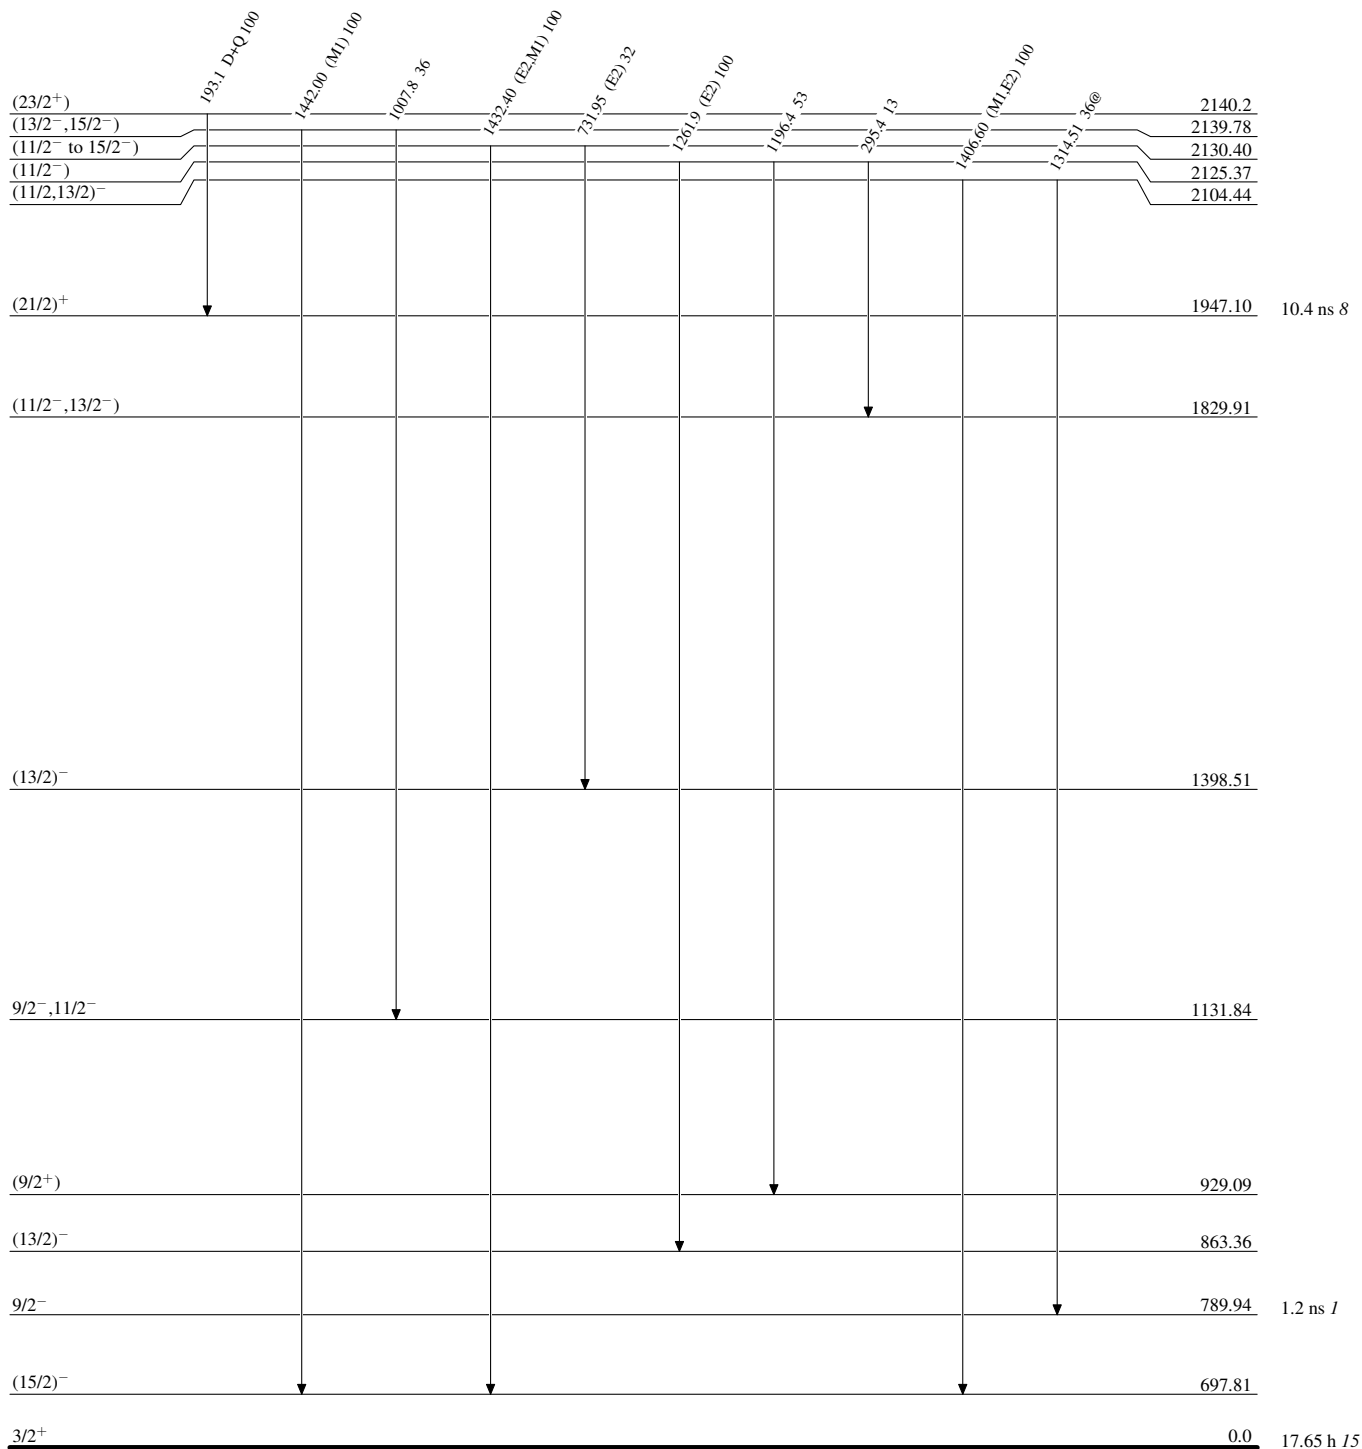 193.1 D+Q 100
1442.00 (M1) 100
1007.8 36
1432.40 (E2,M1) 100
731.95 (E2) 32
1261.9 (E2) 100
1196.4 53
295.4 13
1406.60 (M1,E2) 100
1314.51 36@
(23/2⁺) 2140.2
(13/2⁻,15/2⁻) 2139.78
(11/2⁻ to 15/2⁻) 2130.40
(11/2⁻) 2125.37
(11/2,13/2)⁻ 2104.44
(21/2)⁺ 1947.10 10.4 ns 8
(11/2⁻,13/2⁻) 1829.91
(13/2)⁻ 1398.51
9/2⁻,11/2⁻ 1131.84
(9/2⁺) 929.09
(13/2)⁻ 863.36
9/2⁻ 789.94 1.2 ns 1
(15/2)⁻ 697.81
3/2⁺ 0.0 17.65 h 15